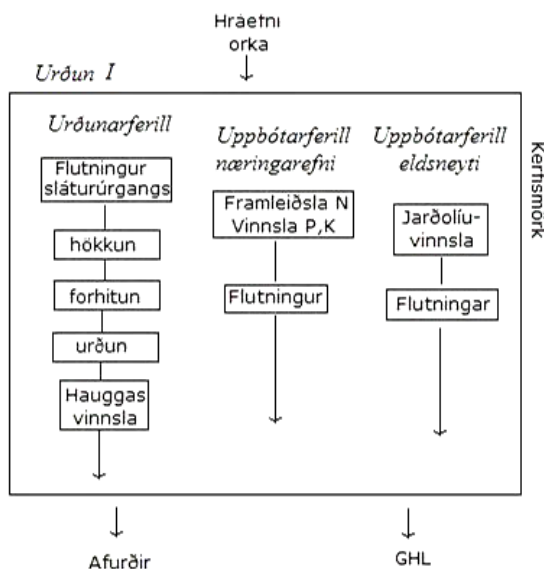 Hráefni
orka
Urðun I
Urðunarferill
Flutningur
sláturúrgangs
hökkun
forhitun
urðun
Hauggas
vinnsla
Uppbótarferill
næringarefni
Framleiðsla N
Vinnsla P,K
Flutningur
Uppbótarferill
eldsneyti
Jarðolíu-
vinnsla
Flutningar
Kerfismörk
Afurðir
GHL